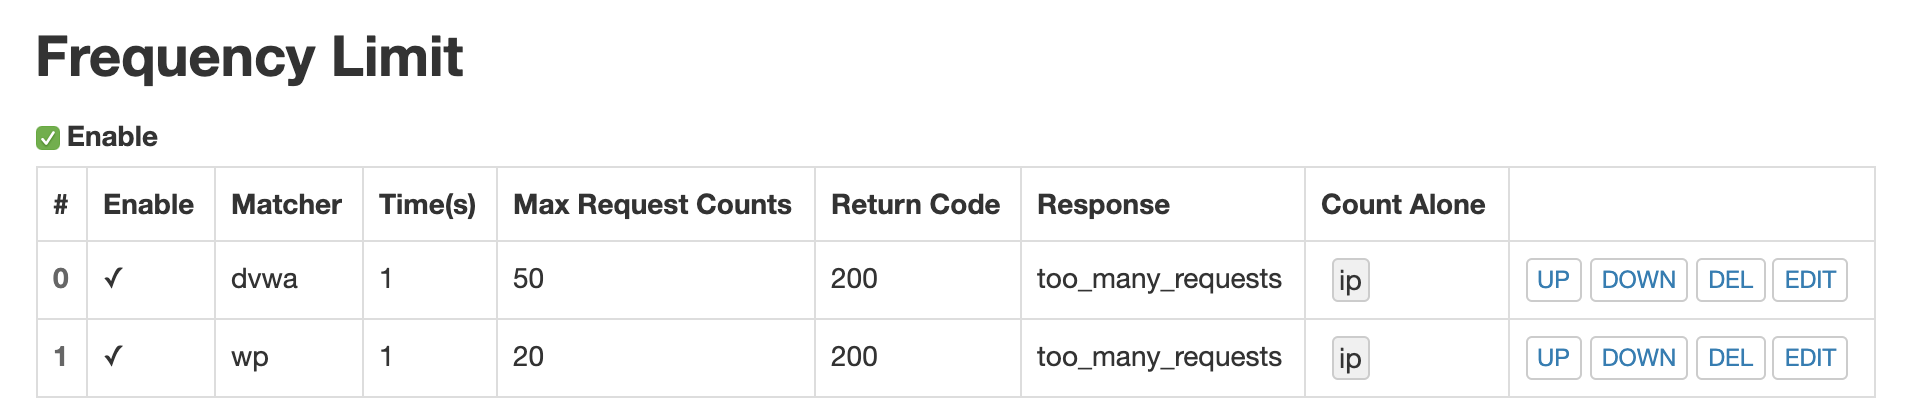 Frequency Limit
✅ Enable
# Enable Matcher Time(s) Max Request Counts Return Code Response Count Alone
0 ✓ dvwa 1 50 200 too_many_requests ip UP DOWN DEL EDIT
1 ✓ wp 1 20 200 too_many_requests ip UP DOWN DEL EDIT